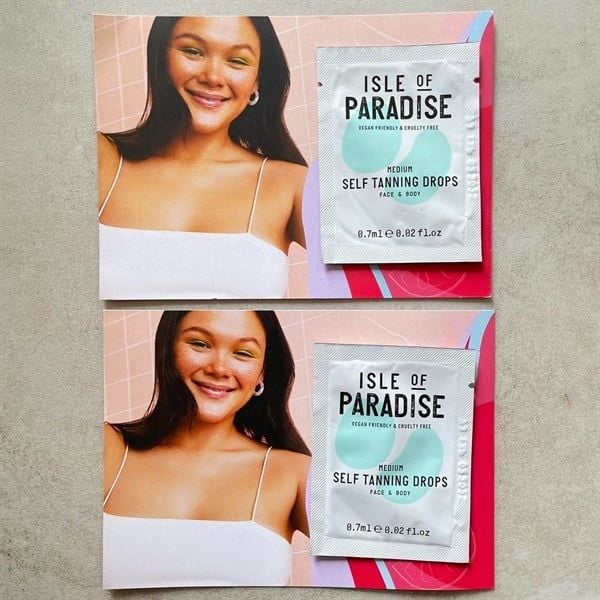 ISLE OF
PARADISE
VEGAN FRIENDLY & CRUELTY FREE
MEDIUM
SELF TANNING DROPS
FACE & BODY
0.7ml ℮ 0.02 fl.oz
ISLE OF
PARADISE
VEGAN FRIENDLY & CRUELTY FREE
MEDIUM
SELF TANNING DROPS
FACE & BODY
0.7ml ℮ 0.02 fl.oz